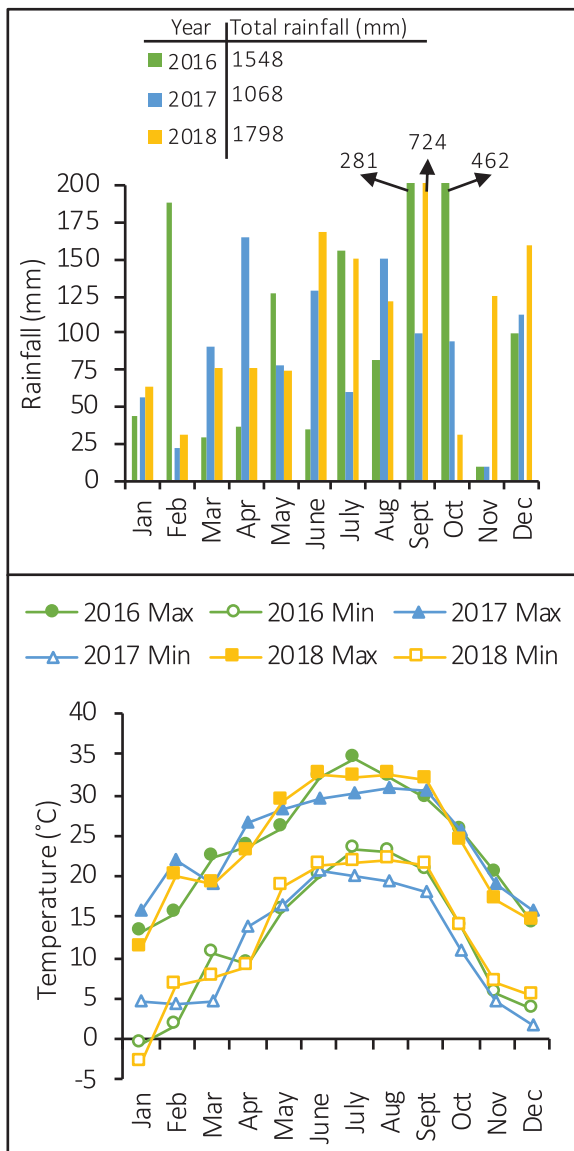 Year Total rainfall (mm)
2016 1548
2017 1068
2018 1798
281 724 462
Rainfall (mm)
200
175
150
125
100
75
50
25
0
Jan Feb Mar Apr May June July Aug Sept Oct Nov Dec
2016 Max 2016 Min 2017 Max
2017 Min 2018 Max 2018 Min
Temperature (˚C)
40
35
30
25
20
15
10
5
0
-5
Jan Feb Mar Apr May June July Aug Sept Oct Nov Dec